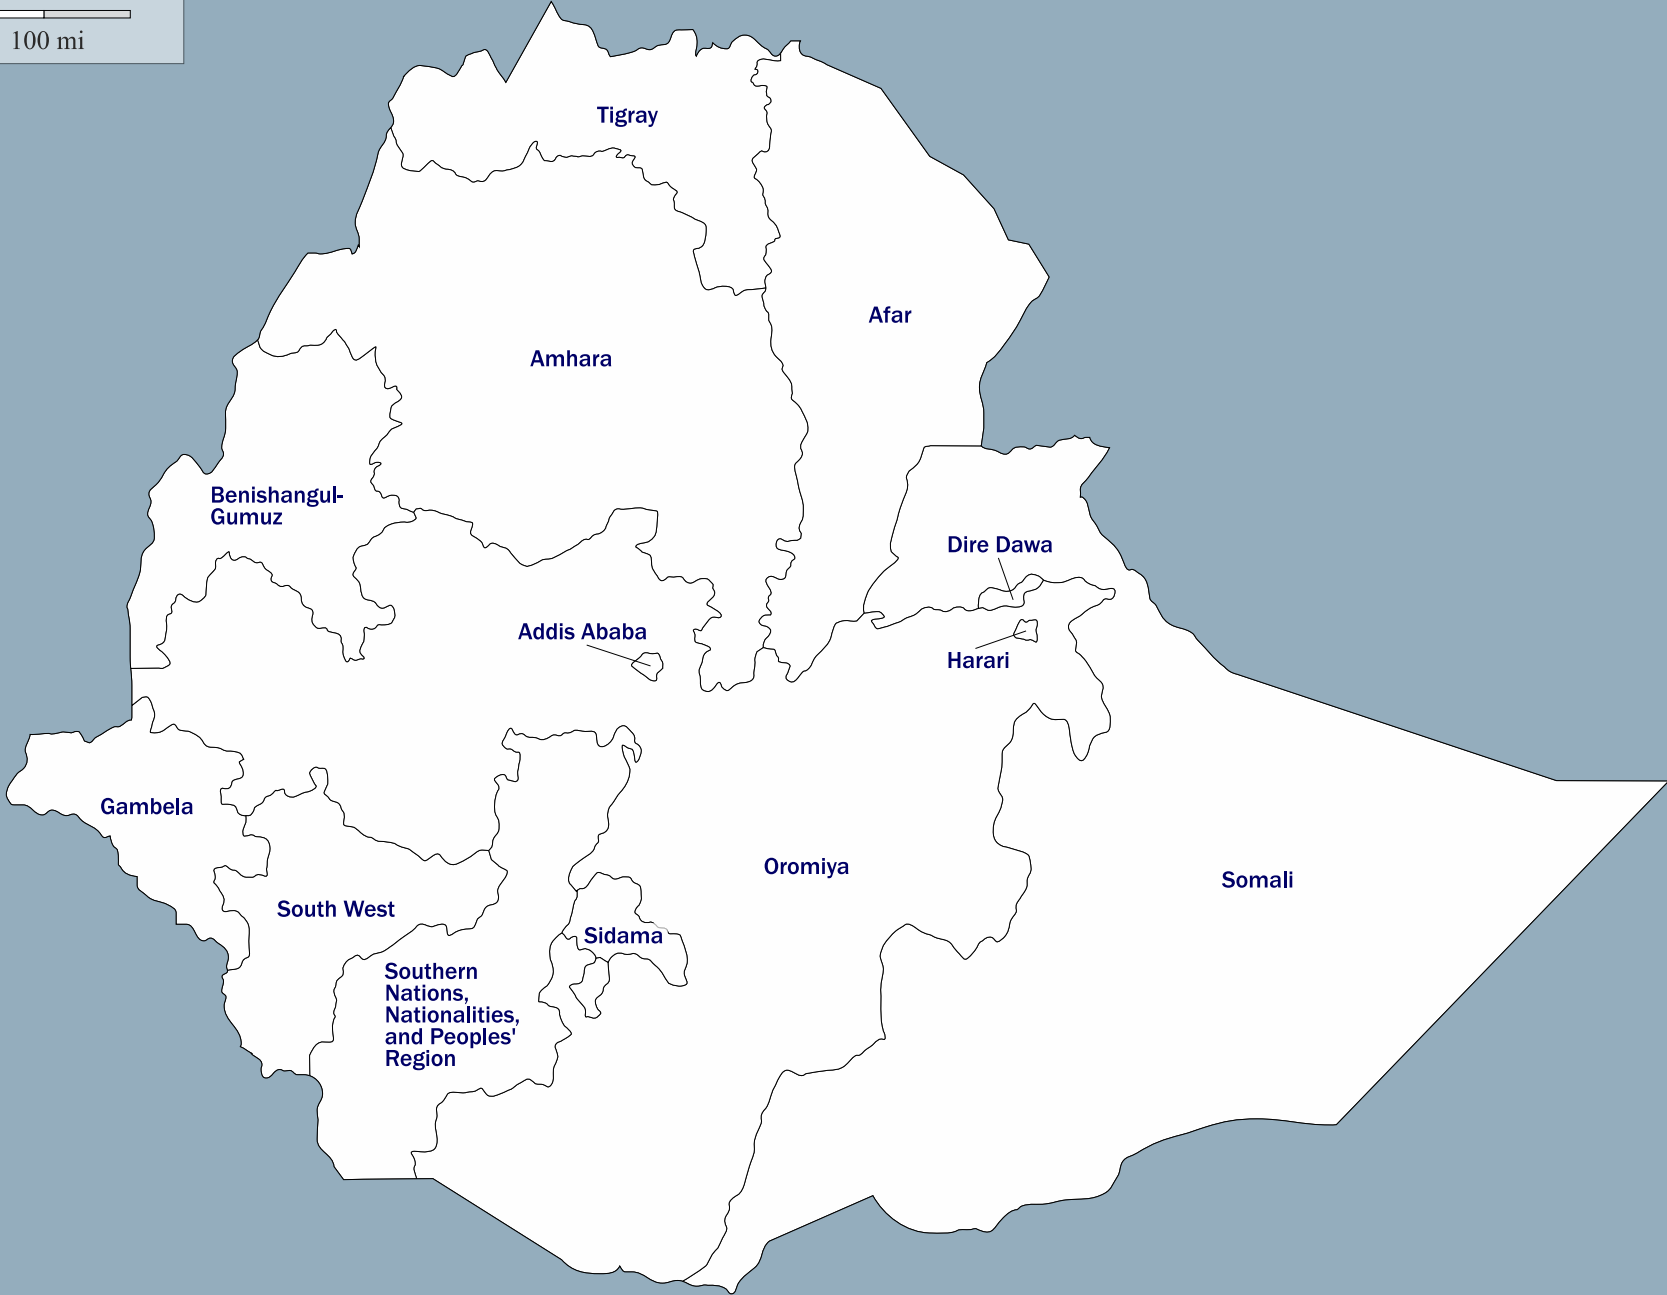 100 mi
Tigray
Afar
Amhara
Benishangul-
Gumuz
Dire Dawa
Addis Ababa
Harari
Gambela
Oromiya
Somali
South West
Sidama
Southern
Nations,
Nationalities,
and Peoples'
Region